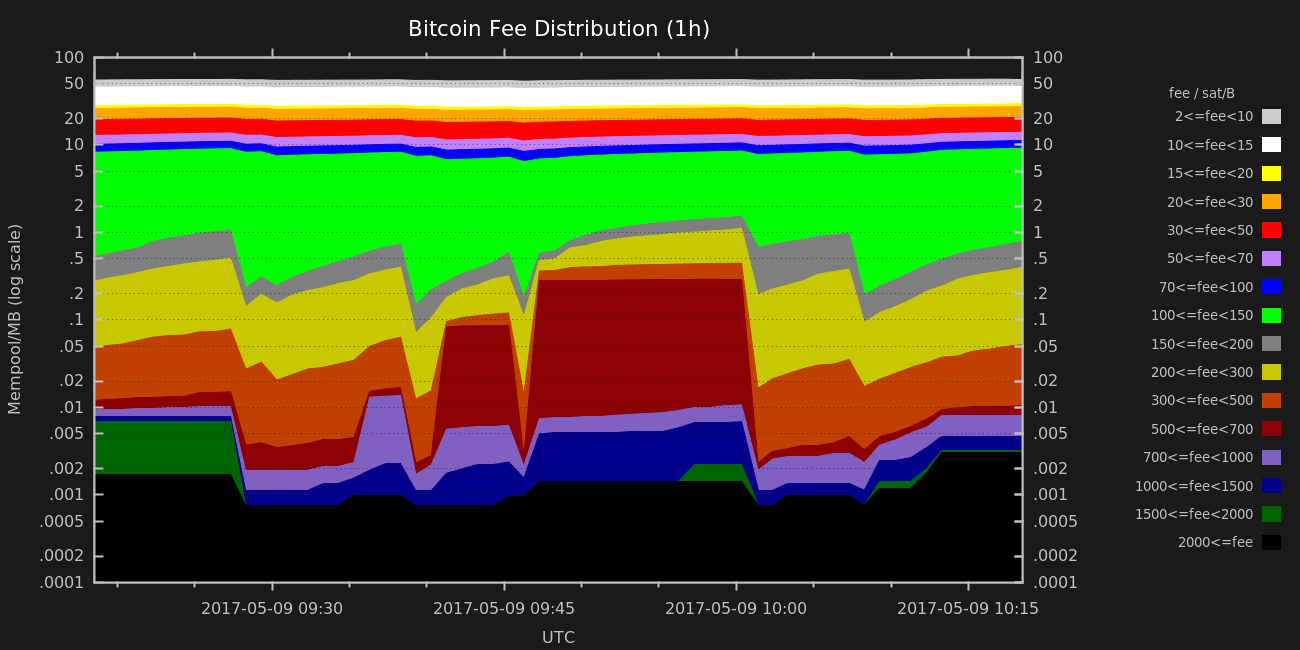 Bitcoin Fee Distribution (1h)
100 100
50 50
20 20
10 10
5 5
2 2
1 1
.5 .5
.2 .2
.1 .1
.05 .05
.02 .02
.01 .01
.005 .005
.002 .002
.001 .001
.0005 .0005
.0002 .0002
.0001 .0001
Mempool/MB (log scale)
2017-05-09 09:30 2017-05-09 09:45 2017-05-09 10:00 2017-05-09 10:15
UTC
fee / sat/B
2<=fee<10
10<=fee<15
15<=fee<20
20<=fee<30
30<=fee<50
50<=fee<70
70<=fee<100
100<=fee<150
150<=fee<200
200<=fee<300
300<=fee<500
500<=fee<700
700<=fee<1000
1000<=fee<1500
1500<=fee<2000
2000<=fee